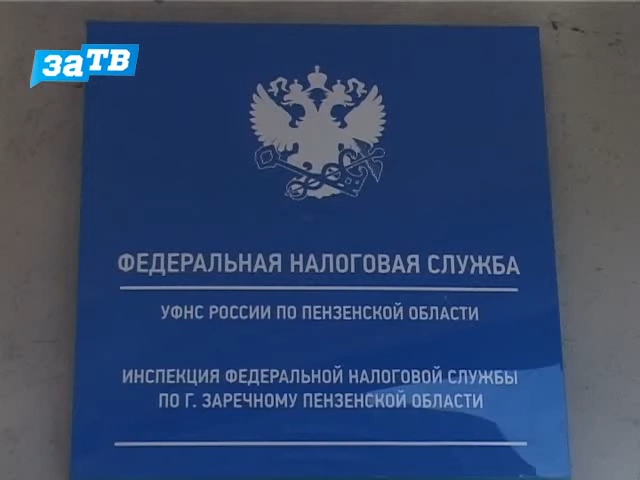 заТВ
ФЕДЕРАЛЬНАЯ НАЛОГОВАЯ СЛУЖБА
УФНС РОССИИ ПО ПЕНЗЕНСКОЙ ОБЛАСТИ
ИНСПЕКЦИЯ ФЕДЕРАЛЬНОЙ НАЛОГОВОЙ СЛУЖБЫ
ПО Г. ЗАРЕЧНОМУ ПЕНЗЕНСКОЙ ОБЛАСТИ